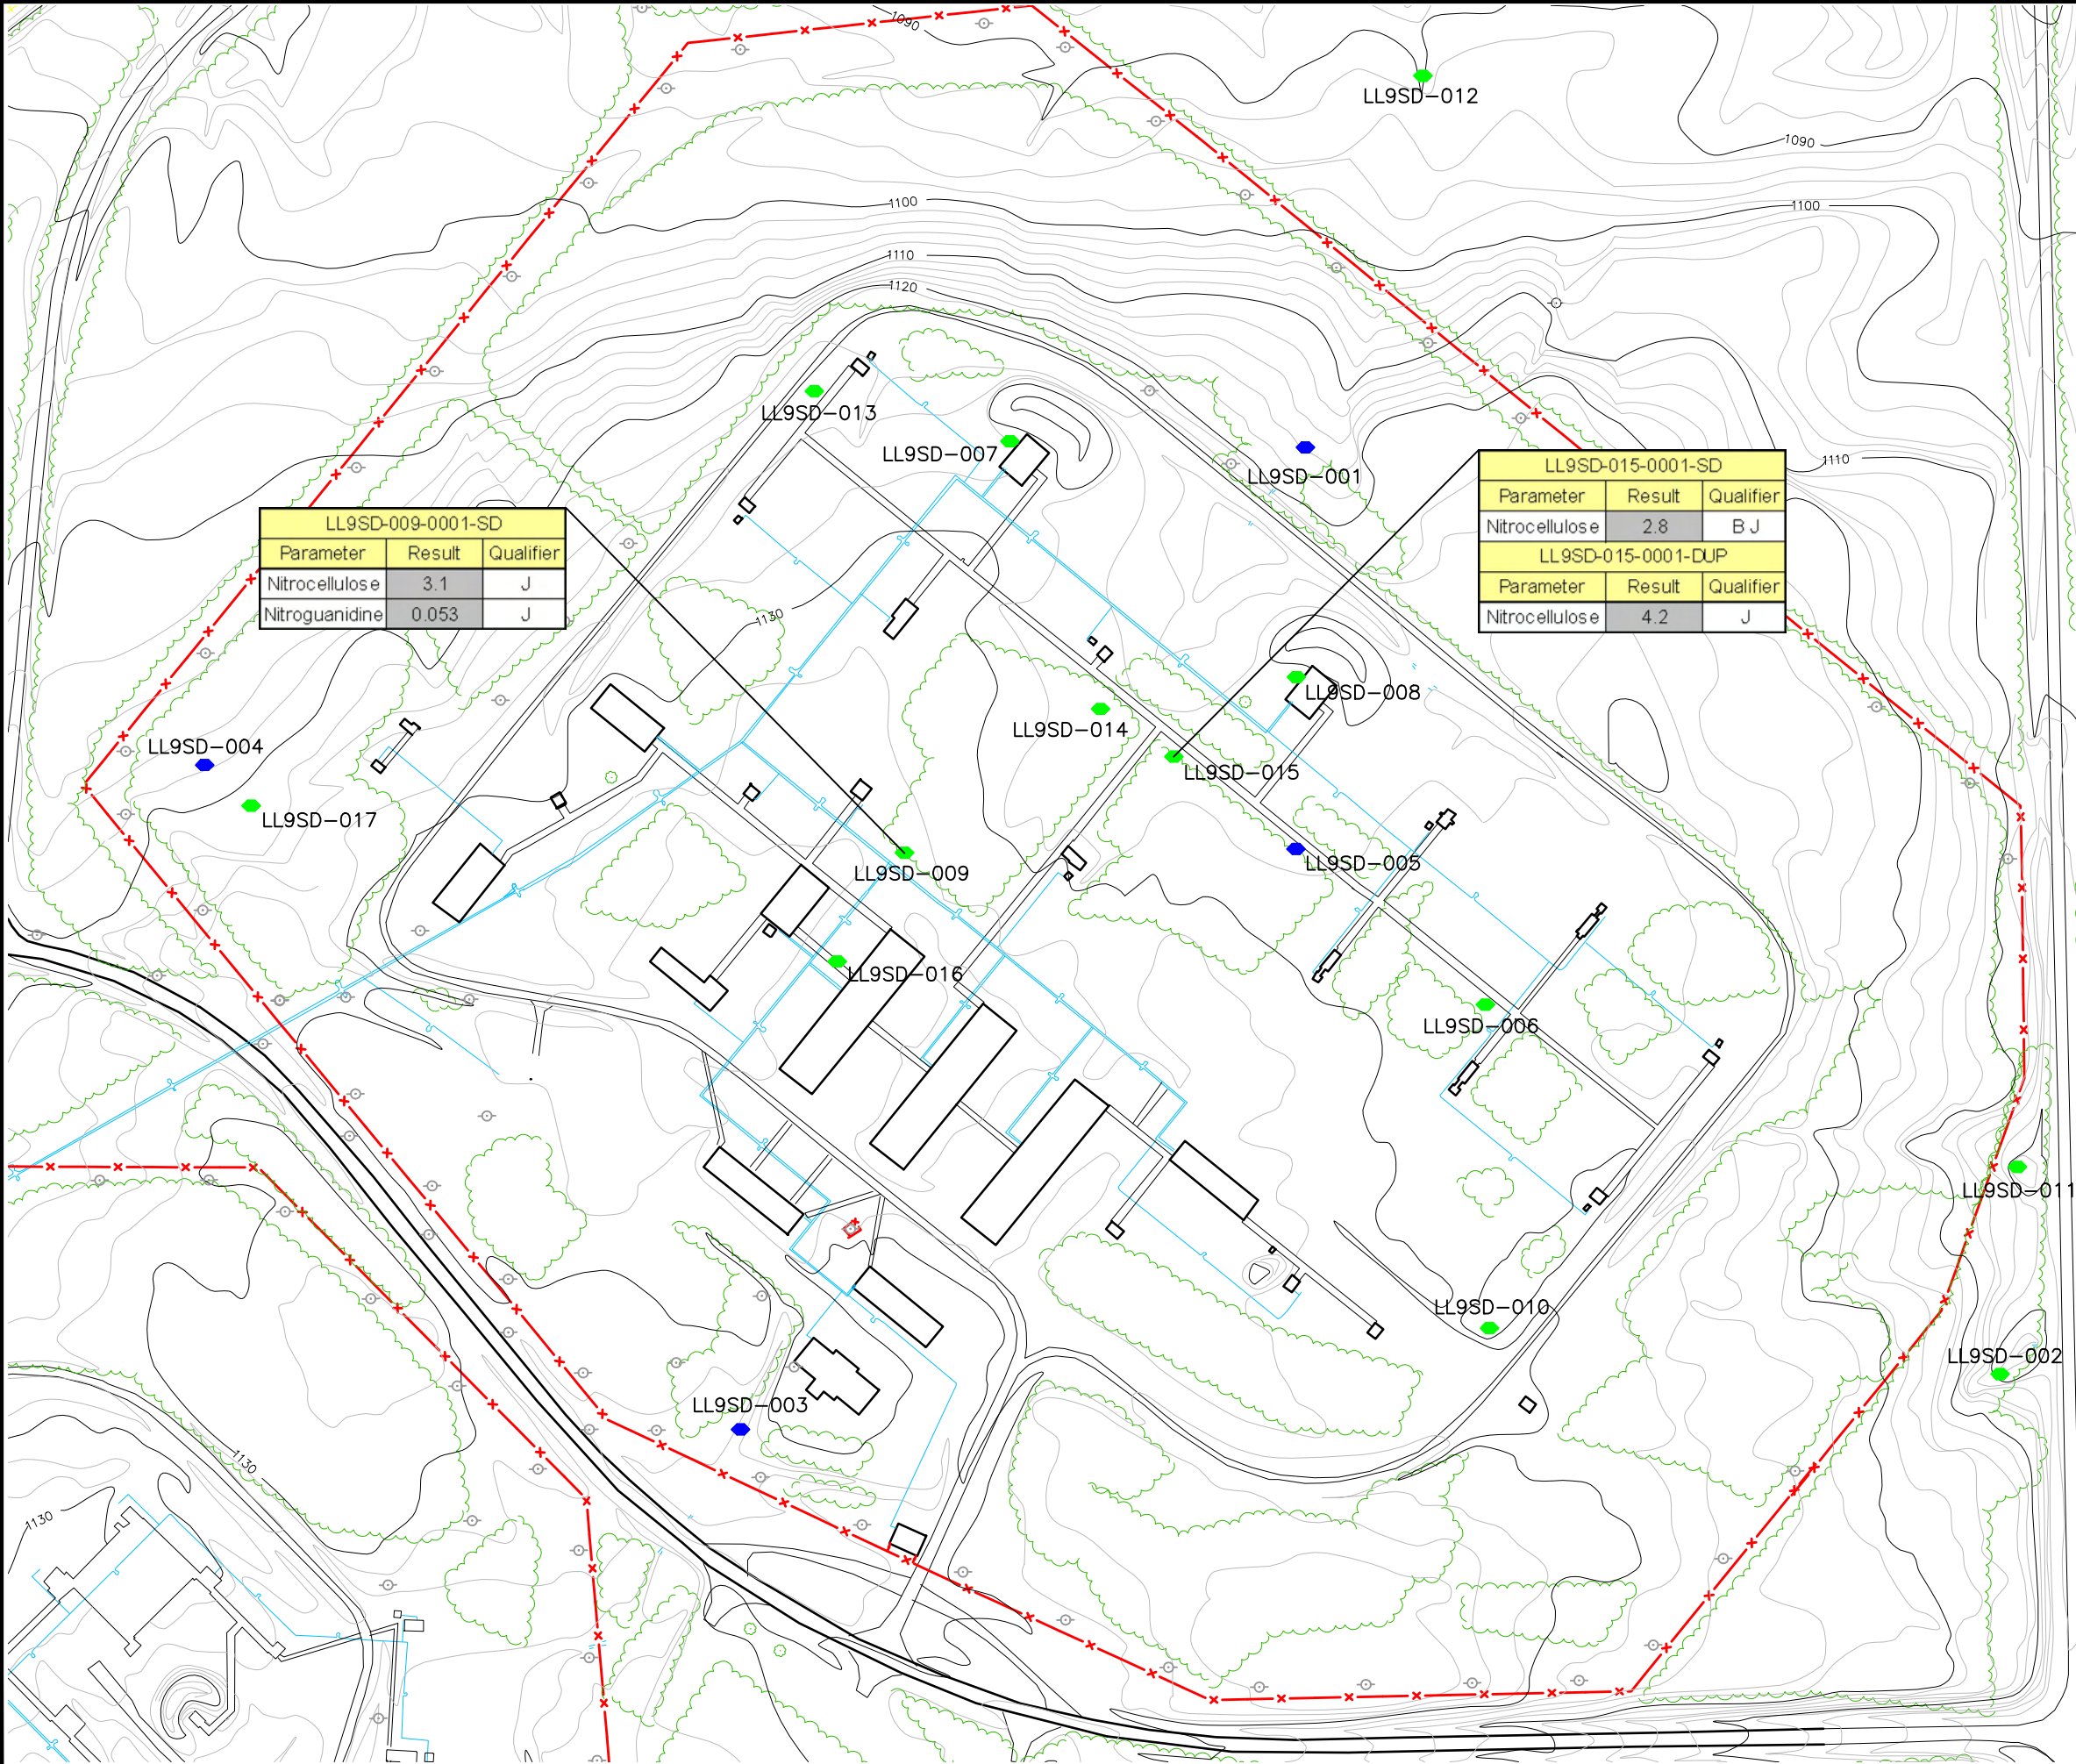 1090
LL9SD-012
1090
1100
1100
1110
1120
LL9SD-013
LL9SD-007
LL9SD-001
1110
LL9SD-015-0001-SD
Parameter Result Qualifier
Nitrocellulose 2.8 B J
LL9SD-015-0001-DUP
Parameter Result Qualifier
Nitrocellulose 4.2 J
LL9SD-009-0001-SD
Parameter Result Qualifier
Nitrocellulose 3.1 J
Nitroguanidine 0.053 J
1130
LL9SD-008
LL9SD-014
LL9SD-004
LL9SD-015
LL9SD-017
LL9SD-005
LL9SD-009
LL9SD-016
LL9SD-006
LL9SD-011
LL9SD-010
LL9SD-002
LL9SD-003
1130
1130